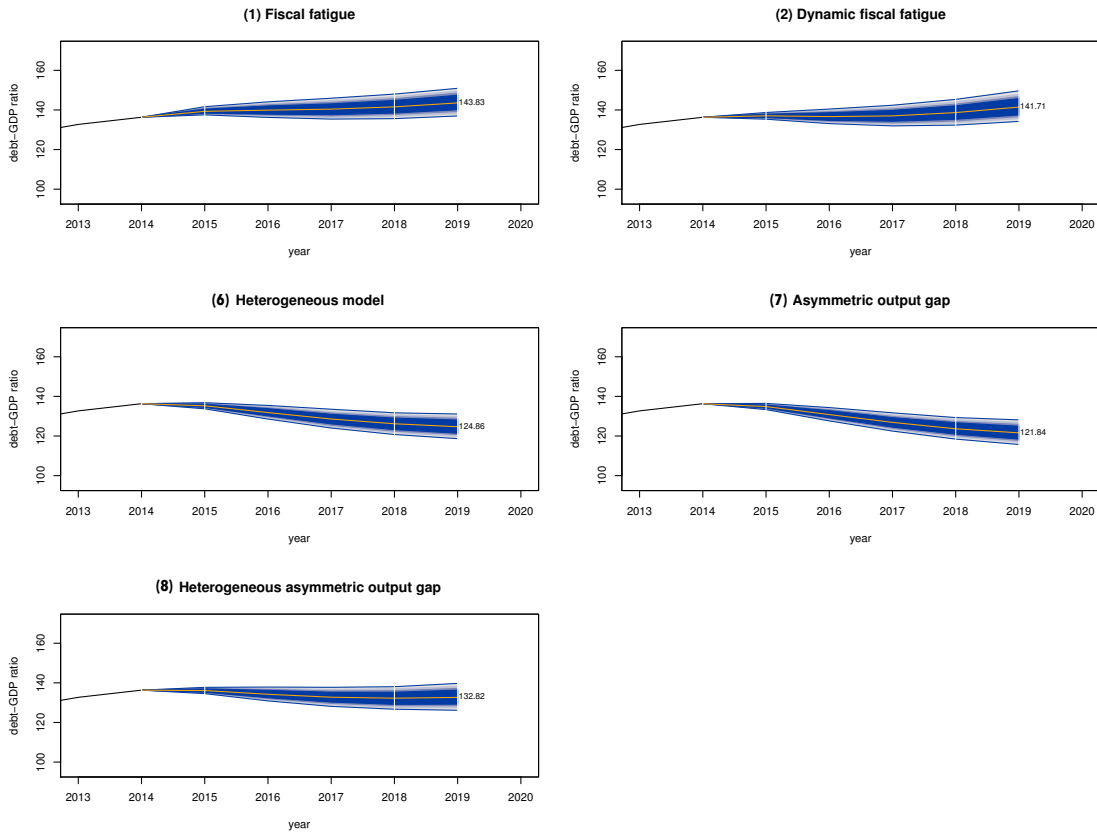 (1) Fiscal fatigue
debt−GDP ratio
100 120 140 160
143.83
2013 2014 2015 2016 2017 2018 2019 2020
year
(2) Dynamic fiscal fatigue
debt−GDP ratio
100 120 140 160
141.71
2013 2014 2015 2016 2017 2018 2019 2020
year
(6) Heterogeneous model
debt−GDP ratio
100 120 140 160
124.86
2013 2014 2015 2016 2017 2018 2019 2020
year
(7) Asymmetric output gap
debt−GDP ratio
100 120 140 160
121.84
2013 2014 2015 2016 2017 2018 2019 2020
year
(8) Heterogeneous asymmetric output gap
debt−GDP ratio
100 120 140 160
132.82
2013 2014 2015 2016 2017 2018 2019 2020
year